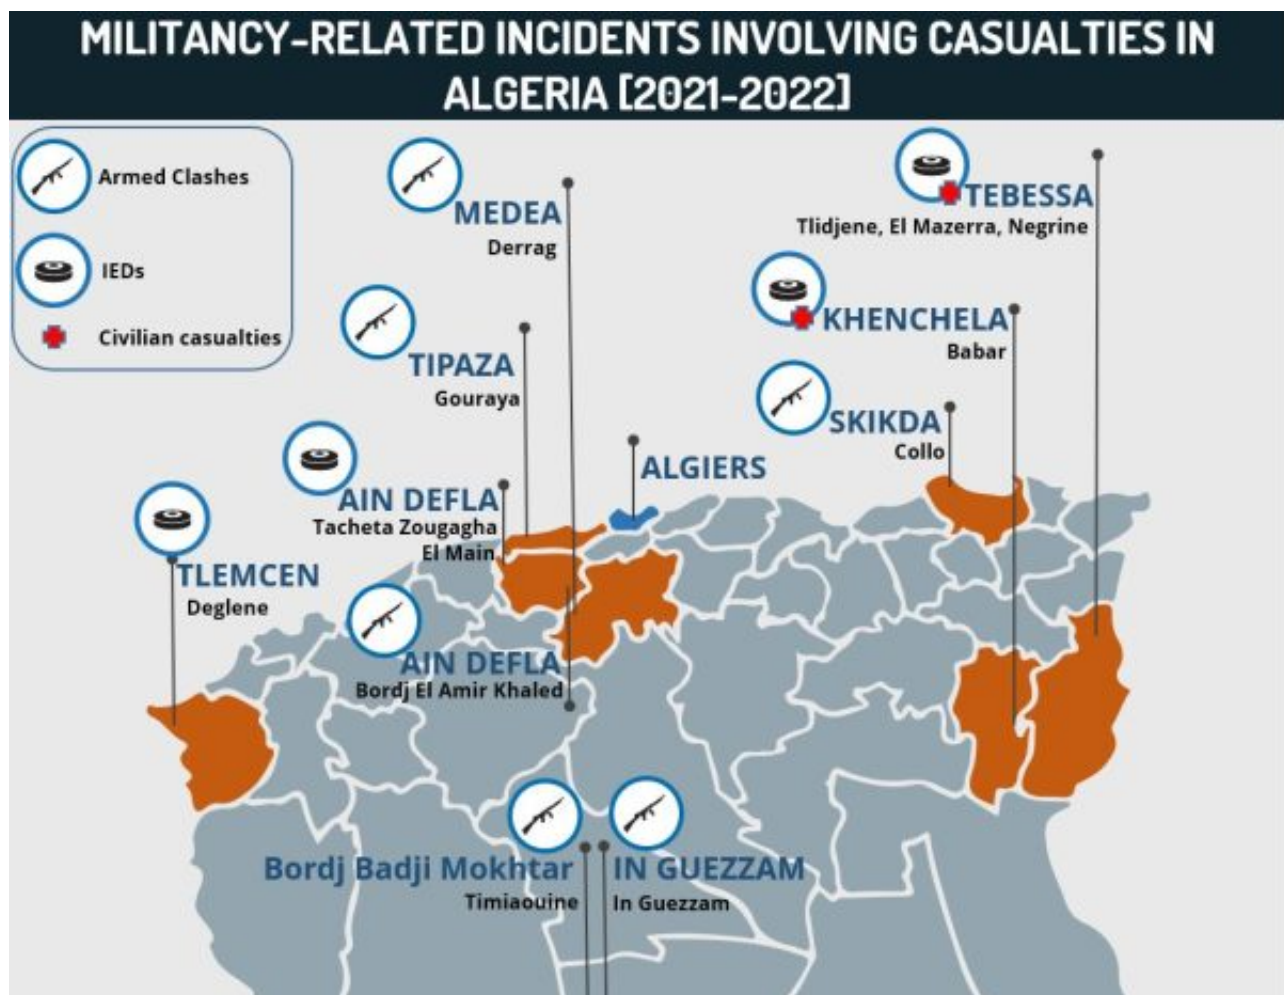 MILITANCY-RELATED INCIDENTS INVOLVING CASUALTIES IN
ALGERIA [2021-2022]
Armed Clashes
IEDs
Civilian casualties
MEDEA
Derrag
TEBESSA
Tlidjene, El Mazerra, Negrine
TIPAZA
Gouraya
KHENCHELA
Babar
SKIKDA
Collo
ALGIERS
AIN DEFLA
Tacheta Zougagha
El Main
TLEMCEN
Deglene
AIN DEFLA
Bordj El Amir Khaled
Bordj Badji Mokhtar
Timiaouine
IN GUEZZAM
In Guezzam